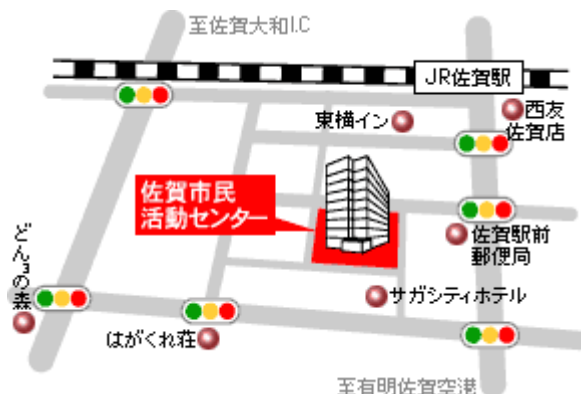 至佐賀大和I.C
JR佐賀駅
東横イン
西友
佐賀店
佐賀市民
活動センター
佐賀駅前
郵便局
どん3の森
サガシティホテル
はがくれ荘
至有明佐賀空港